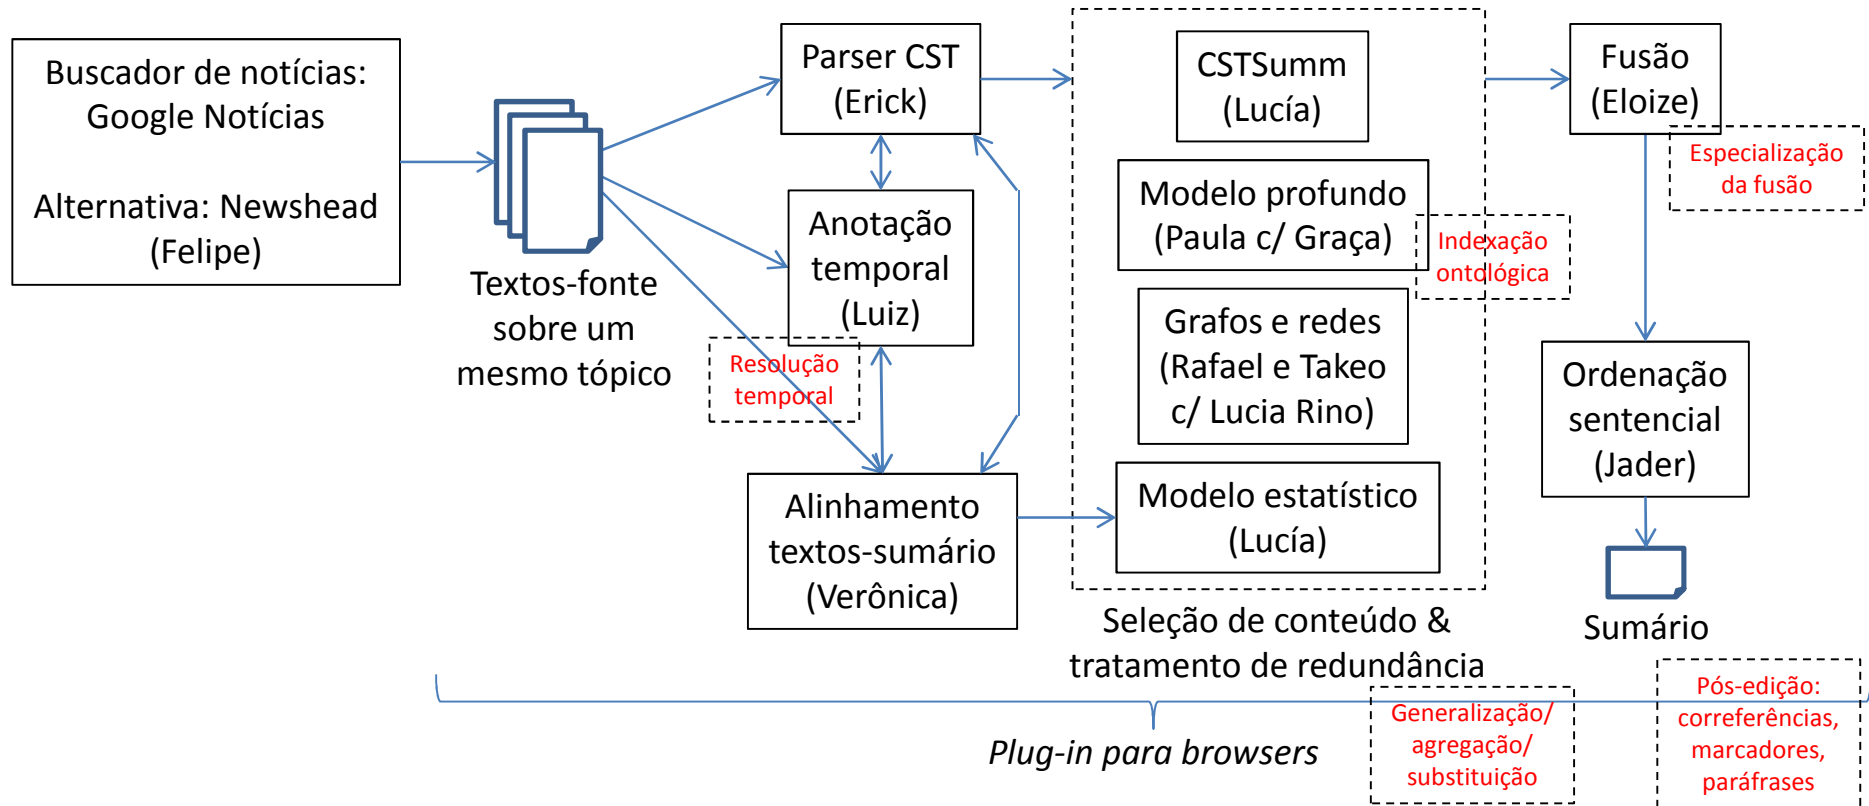 Buscador de notícias:
Google Notícias
Alternativa: Newshead
(Felipe)
Textos-fonte
sobre um
mesmo tópico
Parser CST
(Erick)
Anotação
temporal
(Luiz)
Resolução
temporal
Alinhamento
textos-sumário
(Verônica)
CSTSumm
(Lucía)
Modelo profundo
(Paula c/ Graça)
Indexação
ontológica
Grafos e redes
(Rafael e Takeo
c/ Lucia Rino)
Modelo estatístico
(Lucía)
Seleção de conteúdo &
tratamento de redundância
Fusão
(Eloize)
Especialização
da fusão
Ordenação
sentencial
(Jader)
Sumário
Plug-in para browsers
Generalização/
agregação/
substituição
Pós-edição:
correferências,
marcadores,
paráfrases